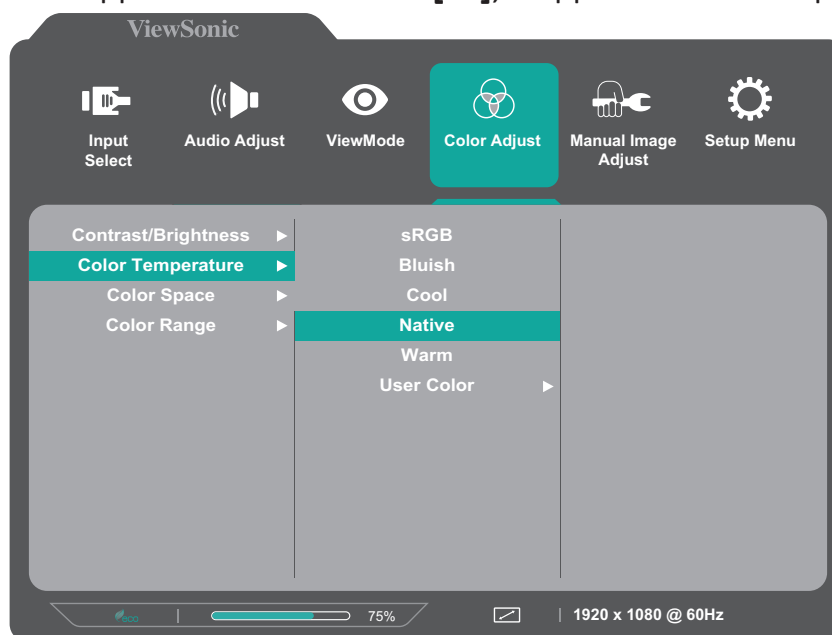 ViewSonic
Input Select
Audio Adjust
ViewMode
Color Adjust
Manual Image Adjust
Setup Menu
Contrast/Brightness
Color Temperature
Color Space
Color Range
sRGB
Bluish
Cool
Native
Warm
User Color
eco
75%
1920 x 1080 @ 60Hz